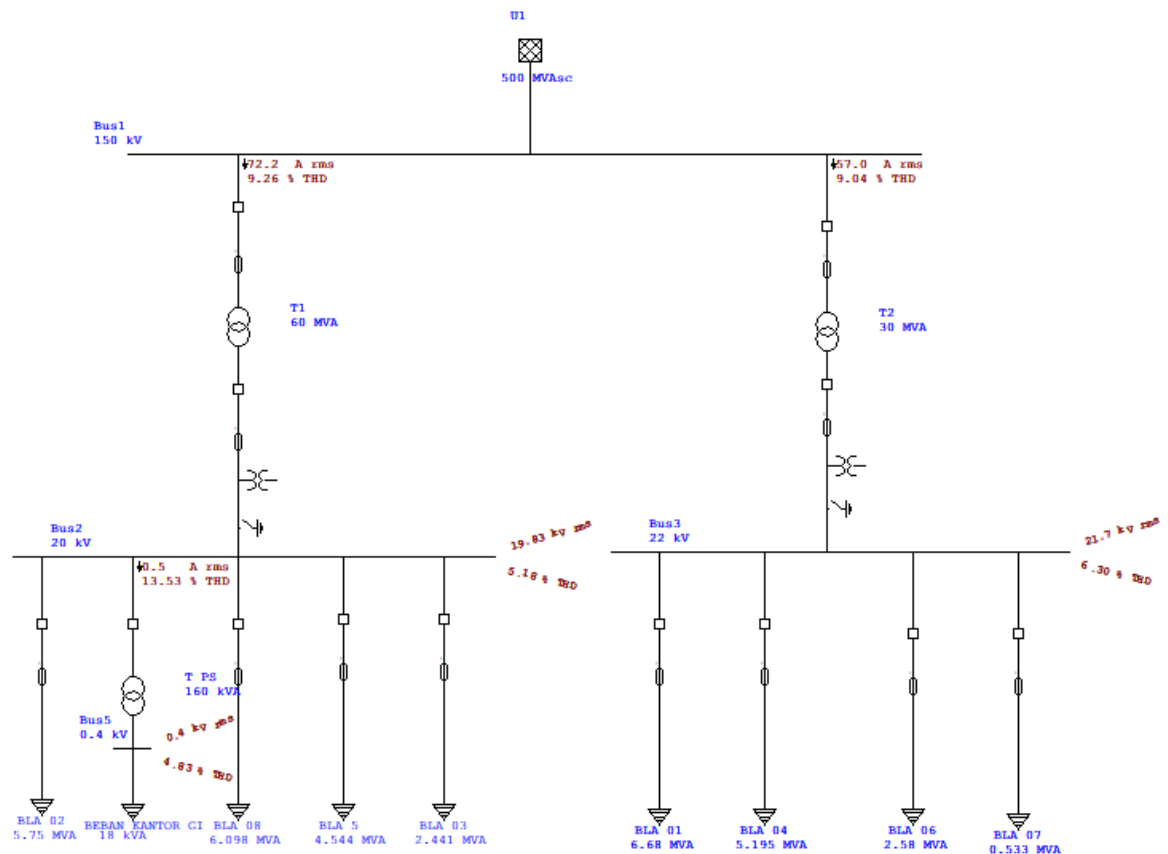 U1
500 MVAsc
Bus1
150 kV
72.2 A rms
9.26 % THD
57.0 A rms
9.04 % THD
T1
60 MVA
T2
30 MVA
Bus2
20 kV
19.83 kv rms
5.18 % THD
Bus3
22 kV
21.7 kv rms
6.30 % THD
0.5 A rms
13.53 % THD
T PS
160 kVA
Bus5
0.4 kV
0.4 kv rms
4.83 % THD
BLA 02
5.75 MVA
BEBAN KANTOR GI
18 kVA
BLA 08
6.098 MVA
BLA 5
4.544 MVA
BLA 03
2.441 MVA
BLA 01
6.68 MVA
BLA 04
5.195 MVA
BLA 06
2.58 MVA
BLA 07
0.533 MVA